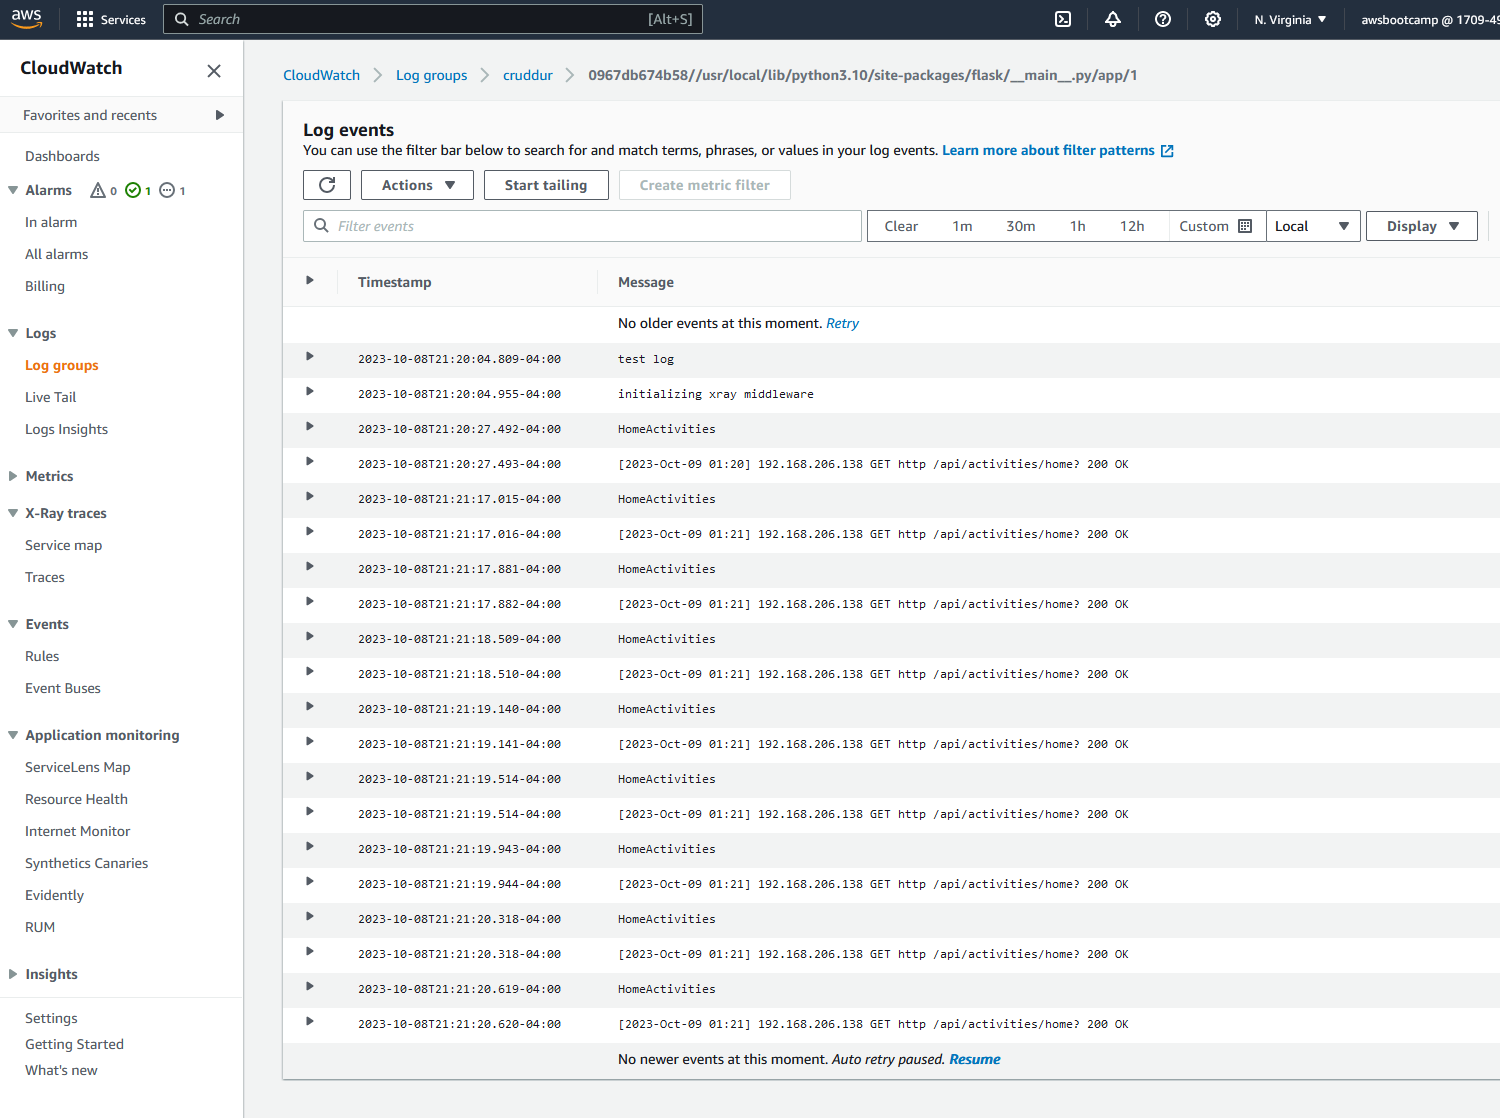 aws Services Search [Alt+S] N. Virginia awsbootcamp @ 1709-49
CloudWatch
Favorites and recents
Dashboards
Alarms 0 1 1
In alarm
All alarms
Billing
Logs
Log groups
Live Tail
Logs Insights
Metrics
X-Ray traces
Service map
Traces
Events
Rules
Event Buses
Application monitoring
ServiceLens Map
Resource Health
Internet Monitor
Synthetics Canaries
Evidently
RUM
Insights
Settings
Getting Started
What's new
CloudWatch Log groups cruddur 0967db674b58//usr/local/lib/python3.10/site-packages/flask/__main__.py/app/1
Log events
You can use the filter bar below to search for and match terms, phrases, or values in your log events. Learn more about filter patterns
Actions Start tailing Create metric filter
Filter events Clear 1m 30m 1h 12h Custom Local Display
Timestamp Message
No older events at this moment. Retry
2023-10-08T21:20:04.809-04:00 test log
2023-10-08T21:20:04.955-04:00 initializing xray middleware
2023-10-08T21:20:27.492-04:00 HomeActivities
2023-10-08T21:20:27.493-04:00 [2023-Oct-09 01:20] 192.168.206.138 GET http /api/activities/home? 200 OK
2023-10-08T21:21:17.015-04:00 HomeActivities
2023-10-08T21:21:17.016-04:00 [2023-Oct-09 01:21] 192.168.206.138 GET http /api/activities/home? 200 OK
2023-10-08T21:21:17.881-04:00 HomeActivities
2023-10-08T21:21:17.882-04:00 [2023-Oct-09 01:21] 192.168.206.138 GET http /api/activities/home? 200 OK
2023-10-08T21:21:18.509-04:00 HomeActivities
2023-10-08T21:21:18.510-04:00 [2023-Oct-09 01:21] 192.168.206.138 GET http /api/activities/home? 200 OK
2023-10-08T21:21:19.140-04:00 HomeActivities
2023-10-08T21:21:19.141-04:00 [2023-Oct-09 01:21] 192.168.206.138 GET http /api/activities/home? 200 OK
2023-10-08T21:21:19.514-04:00 HomeActivities
2023-10-08T21:21:19.514-04:00 [2023-Oct-09 01:21] 192.168.206.138 GET http /api/activities/home? 200 OK
2023-10-08T21:21:19.943-04:00 HomeActivities
2023-10-08T21:21:19.944-04:00 [2023-Oct-09 01:21] 192.168.206.138 GET http /api/activities/home? 200 OK
2023-10-08T21:21:20.318-04:00 HomeActivities
2023-10-08T21:21:20.318-04:00 [2023-Oct-09 01:21] 192.168.206.138 GET http /api/activities/home? 200 OK
2023-10-08T21:21:20.619-04:00 HomeActivities
2023-10-08T21:21:20.620-04:00 [2023-Oct-09 01:21] 192.168.206.138 GET http /api/activities/home? 200 OK
No newer events at this moment. Auto retry paused. Resume